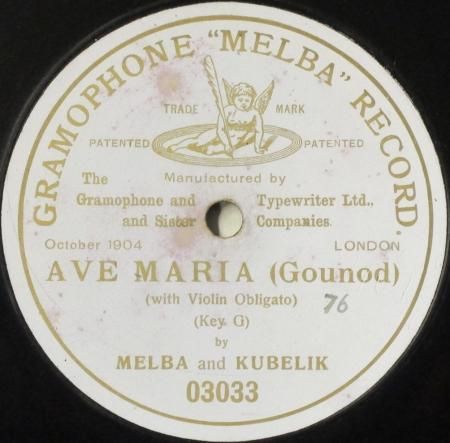 GRAMOPHONE "MELBA" RECORD.
TRADE MARK
PATENTED PATENTED
Manufactured by
The
Gramophone and Typewriter Ltd.,
and Sister Companies.
October 1904 LONDON
AVE MARIA (Gounod)
(with Violin Obligato) 76
(Key G)
by
MELBA and KUBELIK
03033